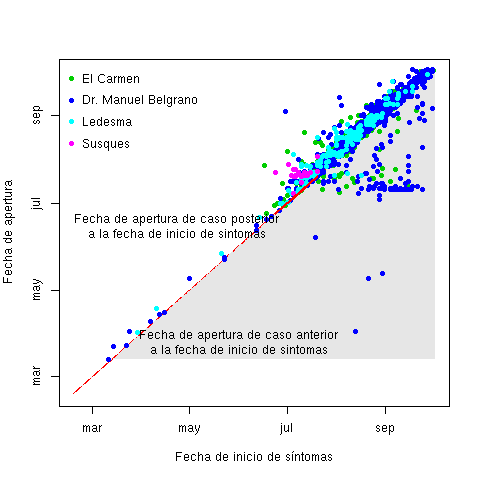 El Carmen
Dr. Manuel Belgrano
Ledesma
Susques
sep
jul
may
mar
Fecha de apertura
Fecha de apertura de caso posterior
a la fecha de inicio de sintomas
Fecha de apertura de caso anterior
a la fecha de inicio de sintomas
mar may jul sep
Fecha de inicio de síntomas